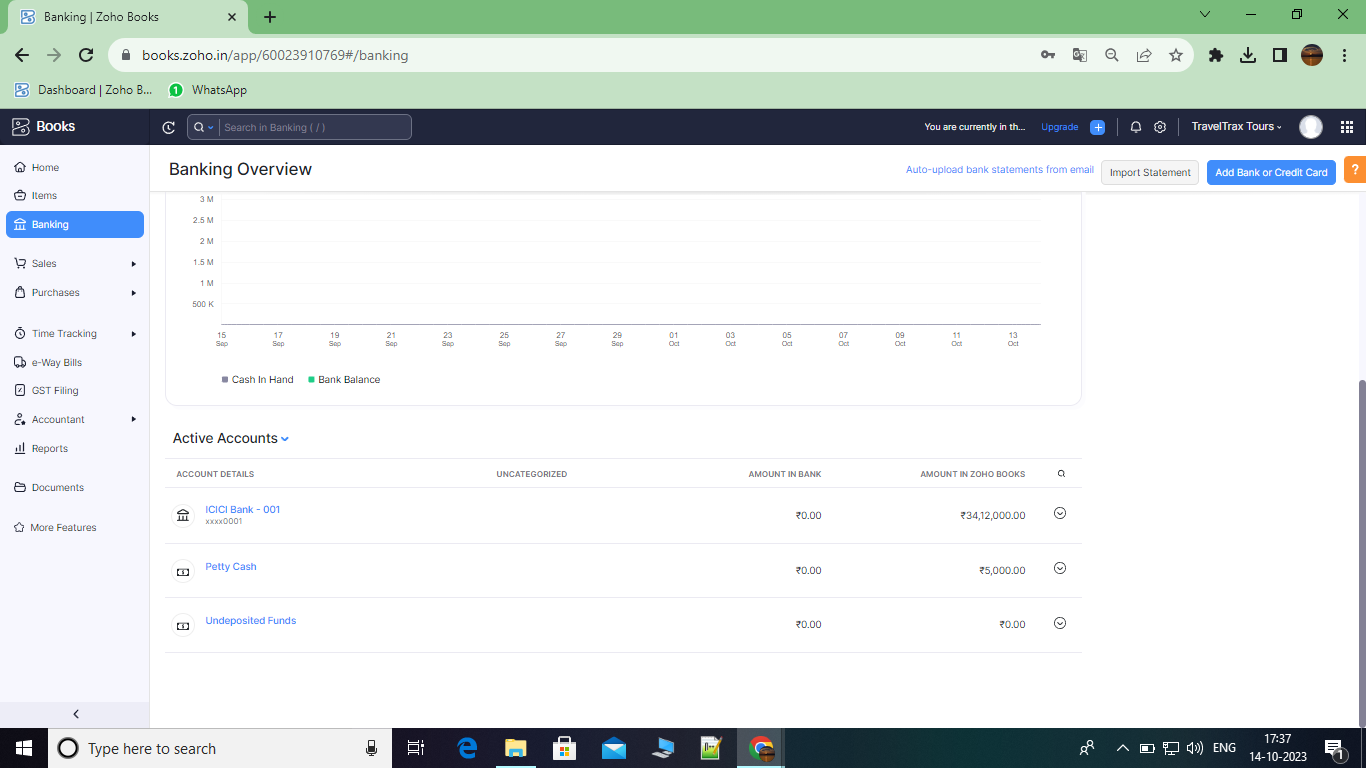 Banking | Zoho Books
books.zoho.in/app/60023910769#/banking
Dashboard | Zoho B...
1 WhatsApp
Books
Search in Banking ( / )
You are currently in th...
Upgrade
TravelTrax Tours
Home
Items
Banking
Sales
Purchases
Time Tracking
e-Way Bills
GST Filing
Accountant
Reports
Documents
More Features
Banking Overview
Auto-upload bank statements from email
Import Statement
Add Bank or Credit Card
?
3 M
2.5 M
2 M
1.5 M
1 M
500 K
15 17 19 21 23 25 27 29 01 03 05 07 09 11 13
Sep Sep Sep Sep Sep Sep Sep Sep Oct Oct Oct Oct Oct Oct Oct
Cash In Hand Bank Balance
Active Accounts
ACCOUNT DETAILS UNCATEGORIZED AMOUNT IN BANK AMOUNT IN ZOHO BOOKS
ICICI Bank - 001 ₹0.00 ₹34,12,000.00
xxxx0001
Petty Cash ₹0.00 ₹5,000.00
Undeposited Funds ₹0.00 ₹0.00
Type here to search
ENG
17:37
14-10-2023
1